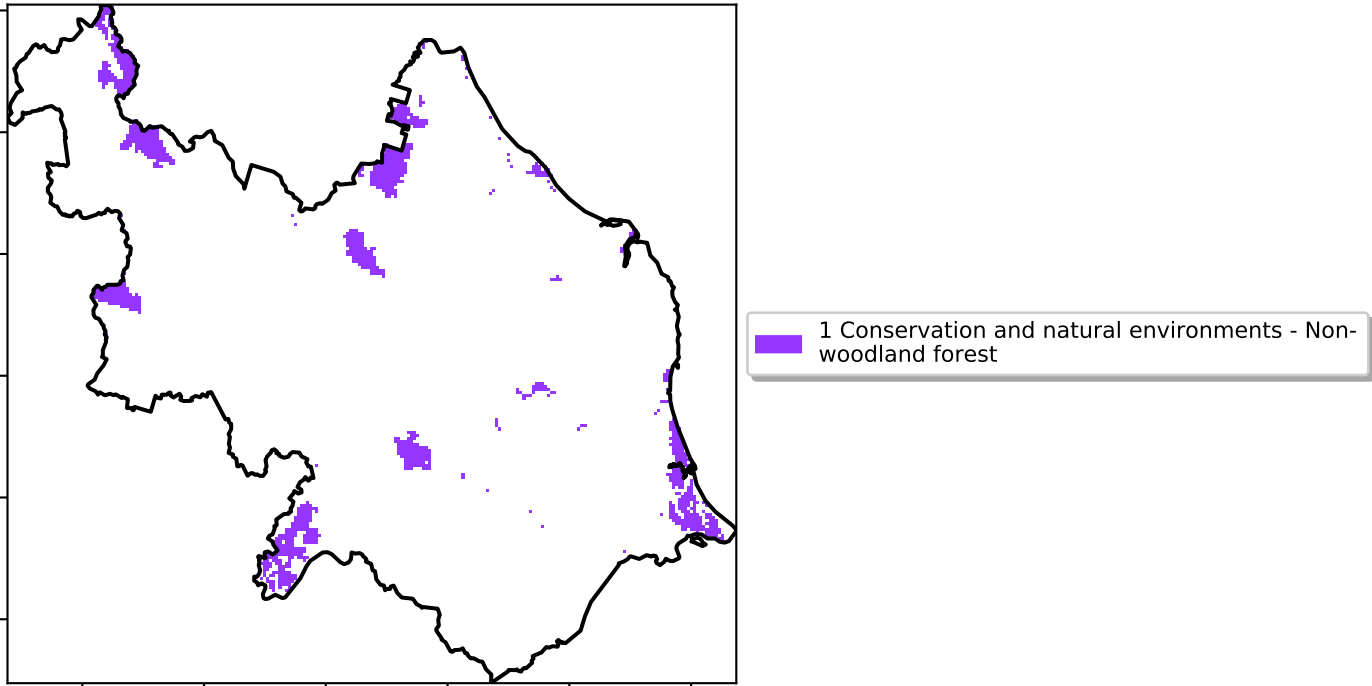 1 Conservation and natural environments - Non-
woodland forest